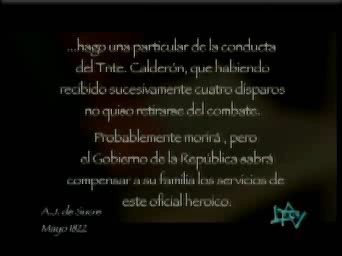 ...hago una particular de la conducta
del Tnte. Calderón, que habiendo
recibido sucesivamente cuatro disparos
no quiso retirarse del combate.
Probablemente morirá , pero
el Gobierno de la República sabrá
compensar a su familia los servicios de
este oficial heroico.
A.J. de Sucre
Mayo 1822